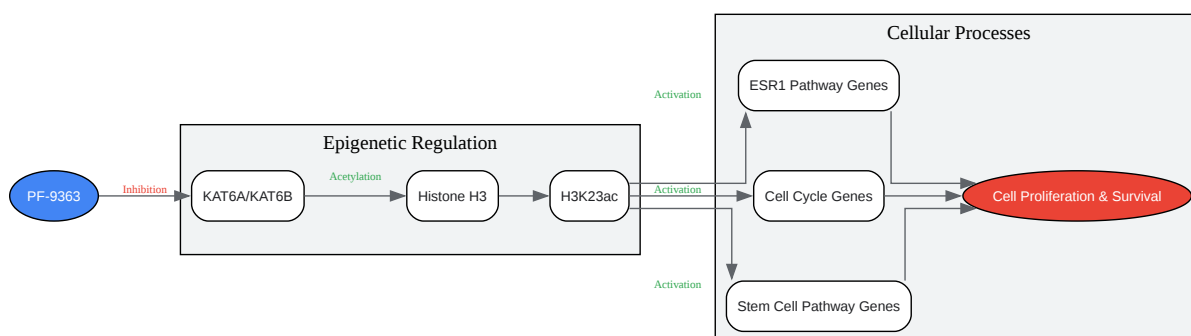 Cellular Processes
ESR1 Pathway Genes
Activation
Epigenetic Regulation
PF-9363
Inhibition
KAT6A/KAT6B
Acetylation
Histone H3
H3K23ac
Activation
Cell Cycle Genes
Cell Proliferation & Survival
Activation
Stem Cell Pathway Genes